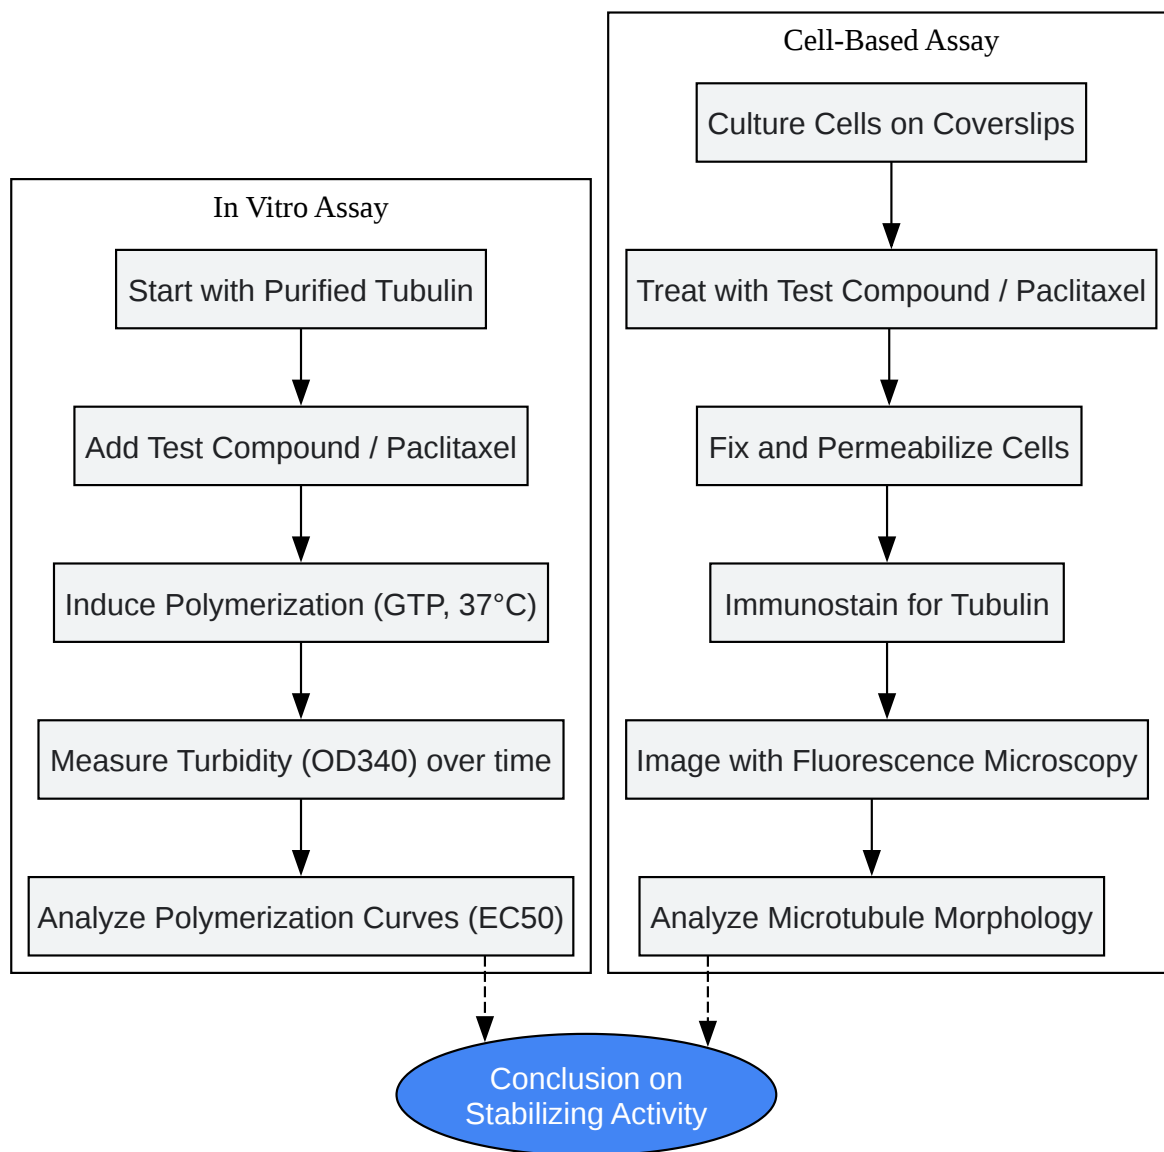 In Vitro Assay
Start with Purified Tubulin
Add Test Compound / Paclitaxel
Induce Polymerization (GTP, 37°C)
Measure Turbidity (OD340) over time
Analyze Polymerization Curves (EC50)
Cell-Based Assay
Culture Cells on Coverslips
Treat with Test Compound / Paclitaxel
Fix and Permeabilize Cells
Immunostain for Tubulin
Image with Fluorescence Microscopy
Analyze Microtubule Morphology
Conclusion on
Stabilizing Activity